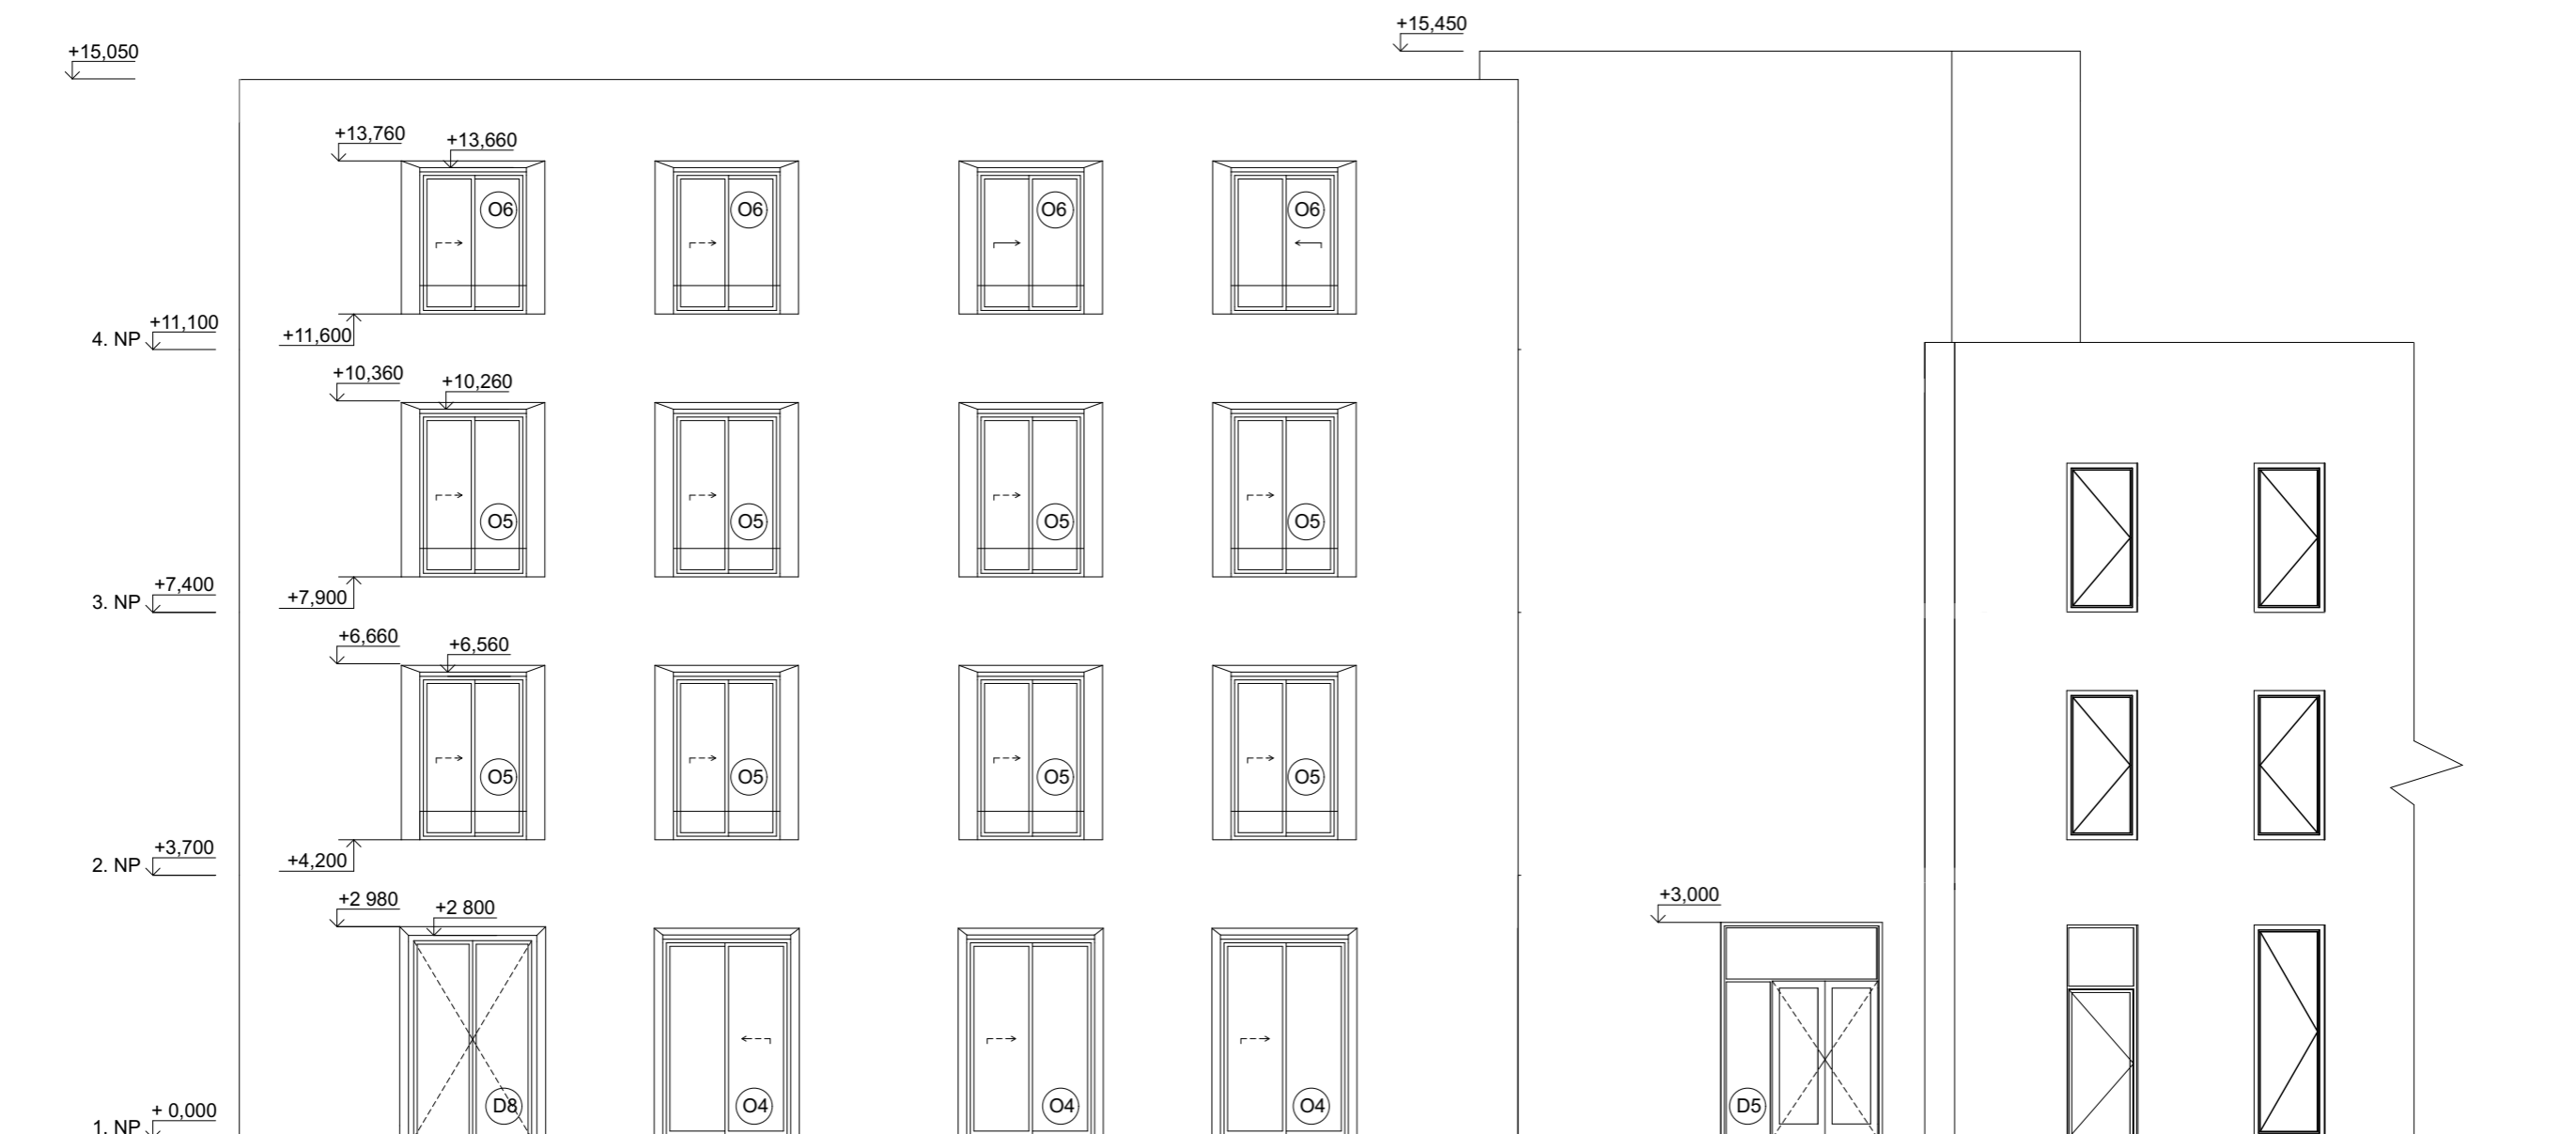 +15,450
+15,050
+13,760
+13,660
O6 O6 O6 O6
4. NP +11,100
+11,600
+10,360
+10,260
O5 O5 O5 O5
3. NP +7,400
+7,900
+6,660
+6,560
O5 O5 O5 O5
2. NP +3,700
+4,200
+2 980
+2 800
+3,000
D8 O4 O4 O4 D5
1. NP + 0,000